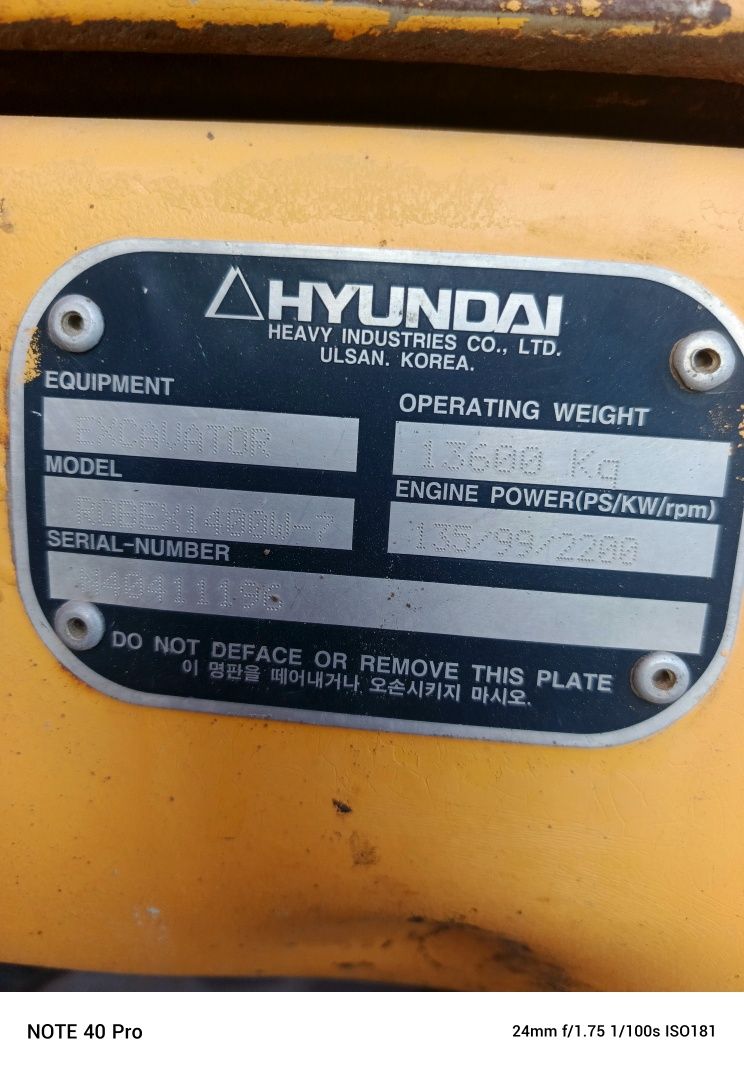 HYUNDAI
HEAVY INDUSTRIES CO., LTD.
ULSAN. KOREA.
EQUIPMENT
EXCAVATOR
OPERATING WEIGHT
13600 Kg
MODEL
ROBEX1400W-7
ENGINE POWER(PS/KW/rpm)
135/99/2200
SERIAL-NUMBER
DO NOT DEFACE OR REMOVE THIS PLATE
이 명판을 떼어내거나 오손시키지 마시오.
NOTE 40 Pro
24mm f/1.75 1/100s ISO181